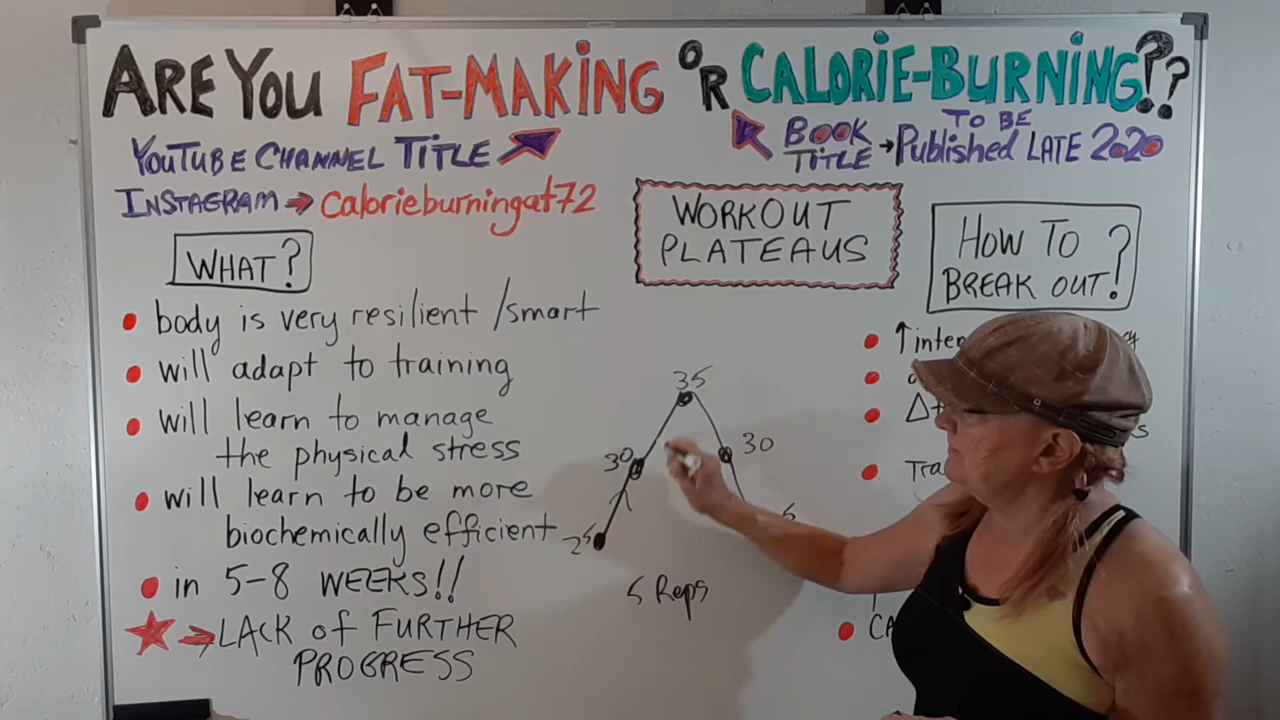 ARE YOU FAT-MAKING OR CALORIE-BURNING??
YOUTUBE CHANNEL TITLE
BOOK TITLE → TO BE Published LATE 2020
INSTAGRAM → calorieburningat72
WORKOUT
PLATEAUS
HOW TO
BREAK OUT?!
WHAT?
• body is very resilient /smart
• will adapt to training
• will learn to manage
the physical stress
• will learn to be more
biochemically efficient
• in 5-8 WEEKS!!
★ → LACK of FURTHER
PROGRESS
35
30
30
25
5
5 Reps